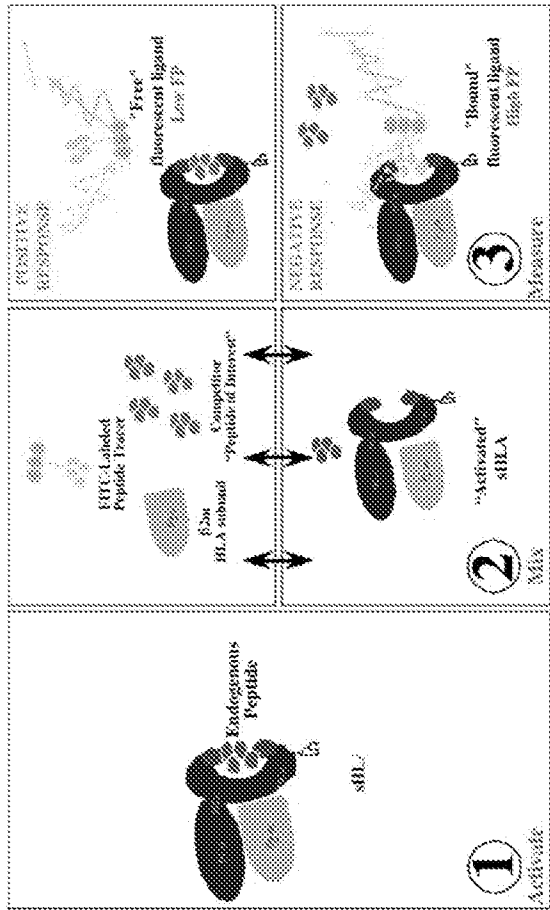 Endogenous
Peptide
1
Activate
FITC-Labeled
Peptide Tracer
β2m
HLA subunit
Competitor
"Peptide of Interest"
"Activated"
sHLA
2
Mix
POSITIVE
RESPONSE
"Free"
fluorescent ligand
Low FP
NEGATIVE
RESPONSE
"Bound"
fluorescent ligand
High FP
3
Measure